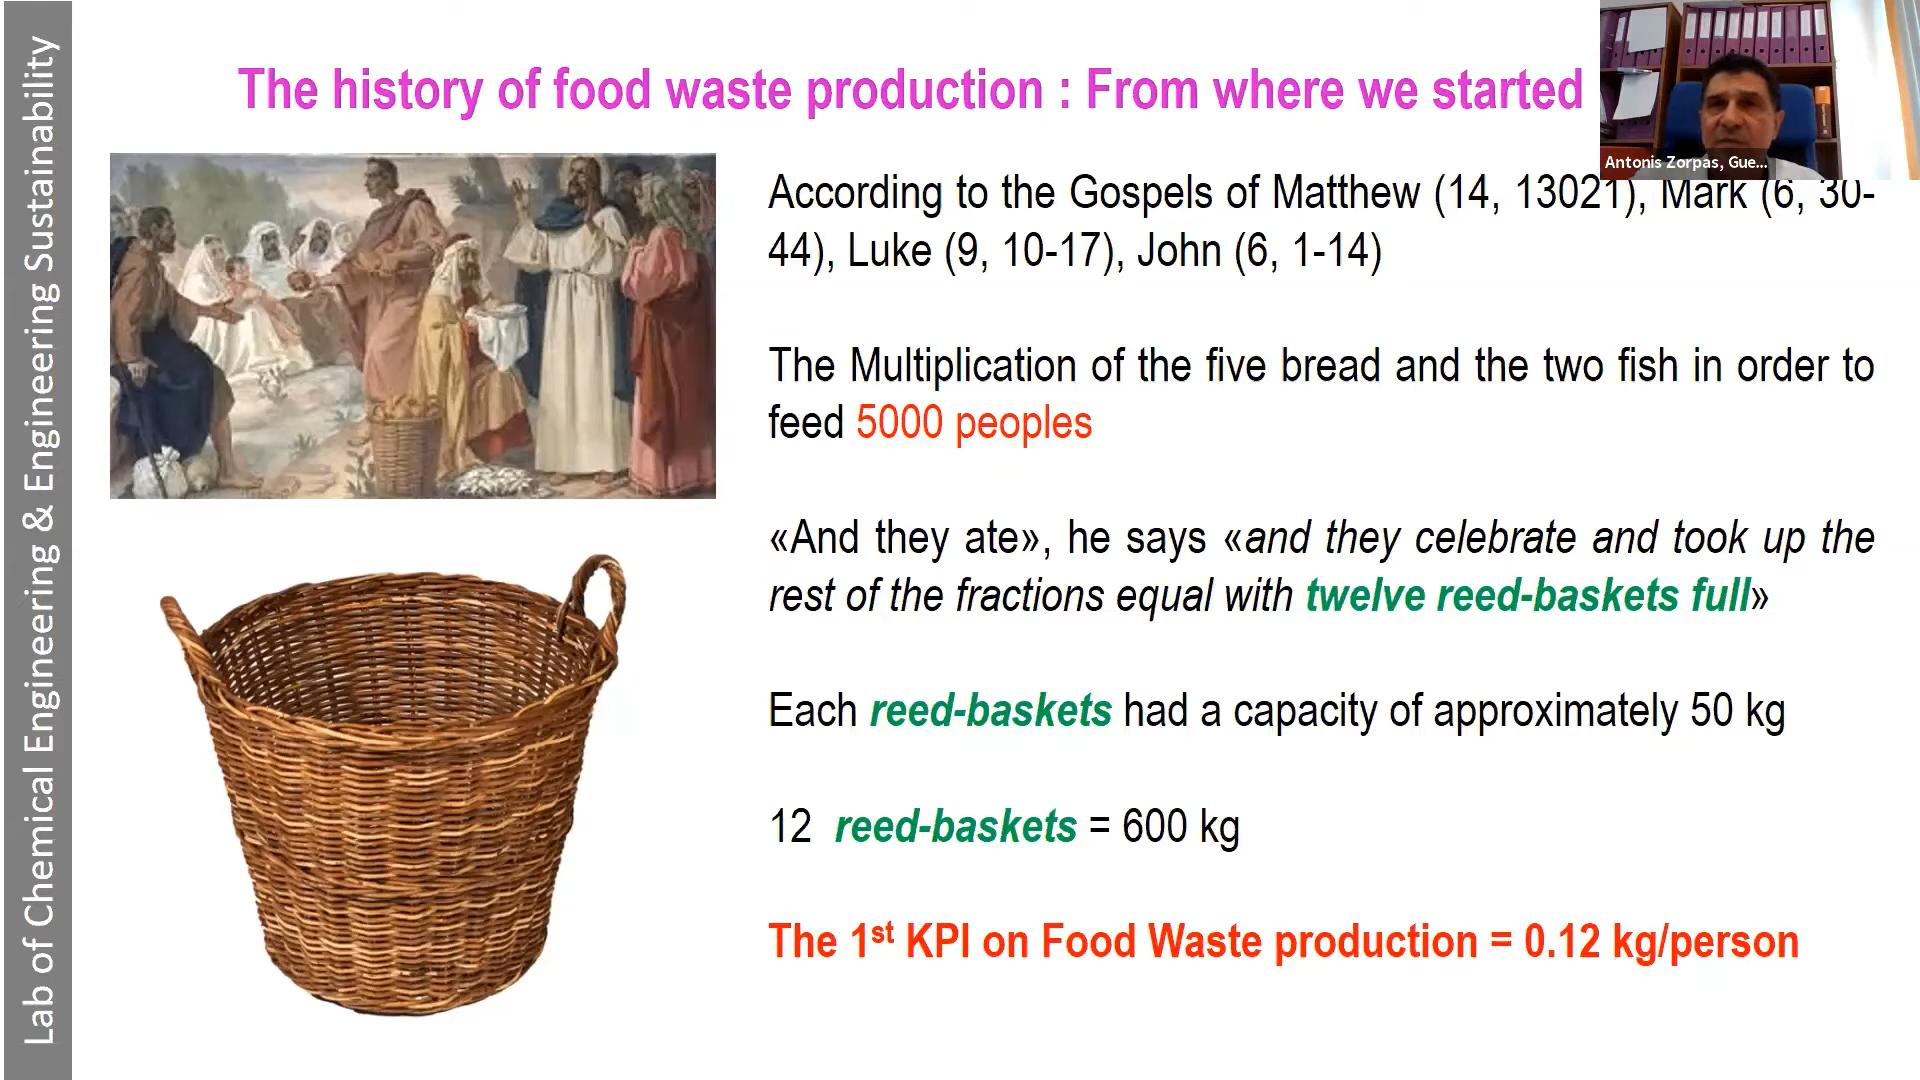 Lab of Chemical Engineering & Engineering Sustainability
The history of food waste production : From where we started
Antonis Zorpas, Gue...
According to the Gospels of Matthew (14, 13021), Mark (6, 30-
44), Luke (9, 10-17), John (6, 1-14)
The Multiplication of the five bread and the two fish in order to
feed 5000 peoples
«And they ate», he says «and they celebrate and took up the
rest of the fractions equal with twelve reed-baskets full»
Each reed-baskets had a capacity of approximately 50 kg
12 reed-baskets = 600 kg
The 1st KPI on Food Waste production = 0.12 kg/person